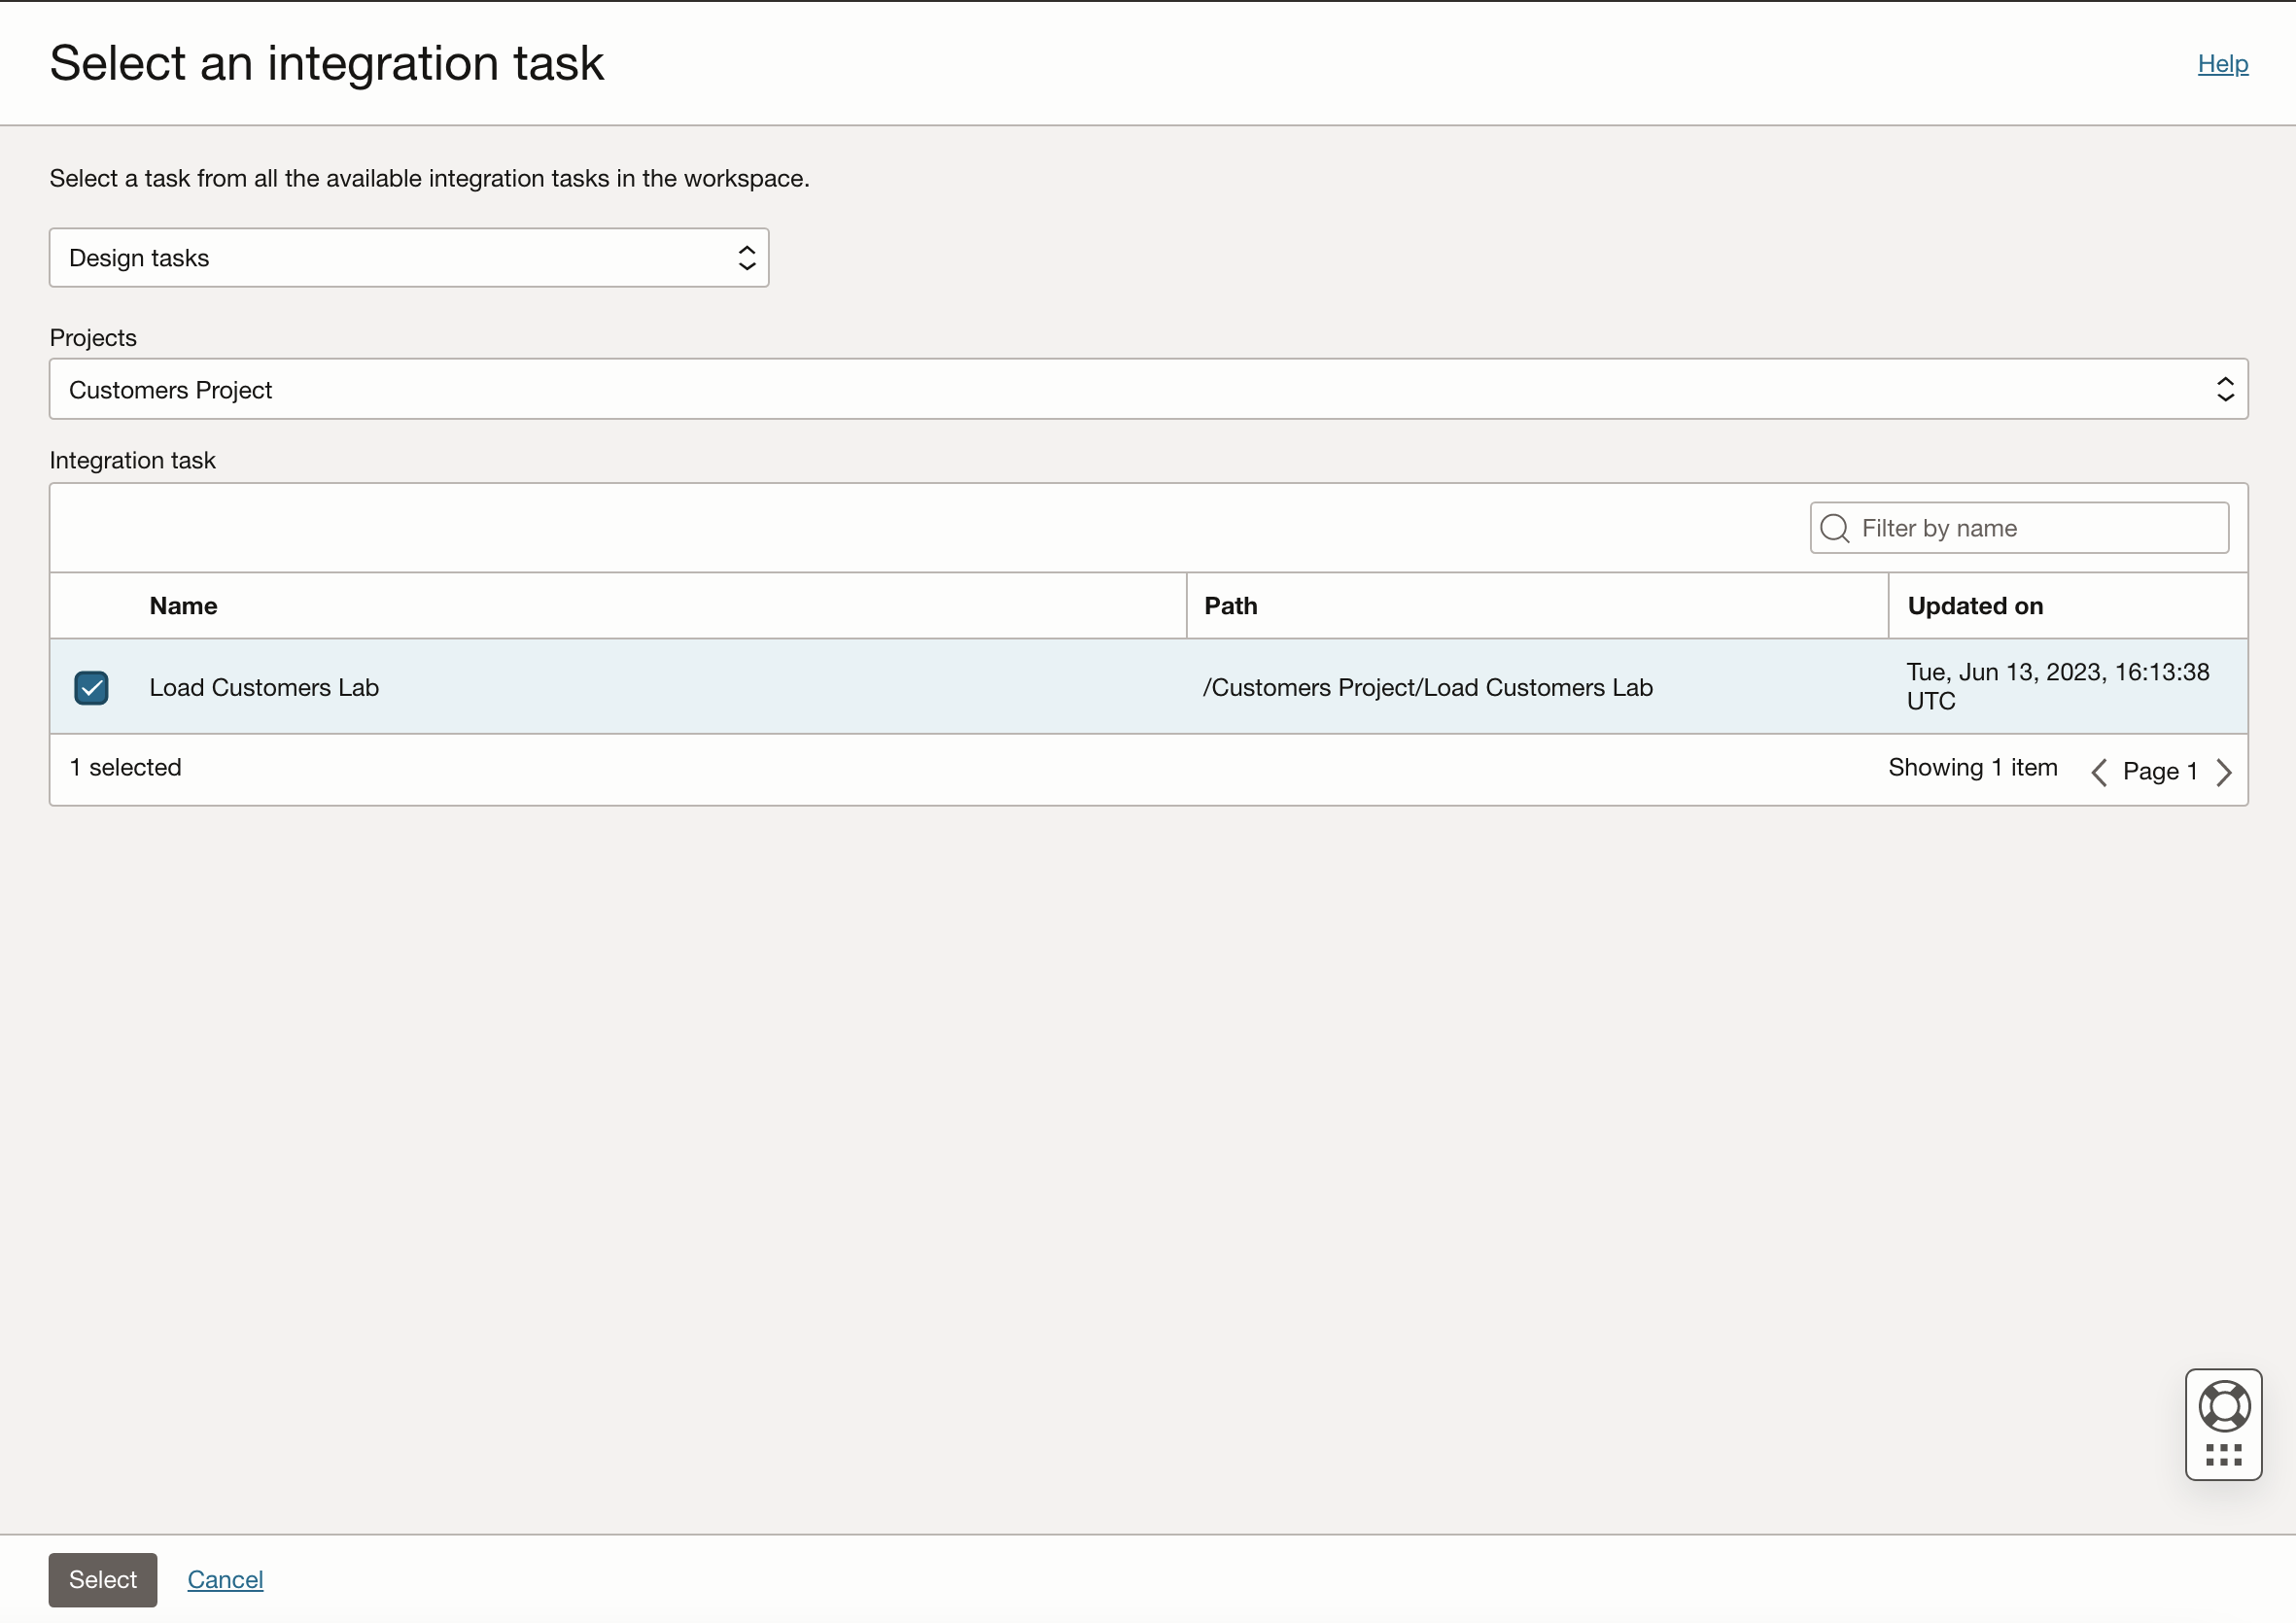 Select an integration task
Help
Select a task from all the available integration tasks in the workspace.
Design tasks
Projects
Customers Project
Integration task
Filter by name
Name Path Updated on
Load Customers Lab /Customers Project/Load Customers Lab Tue, Jun 13, 2023, 16:13:38
UTC
1 selected Showing 1 item Page 1
Select Cancel